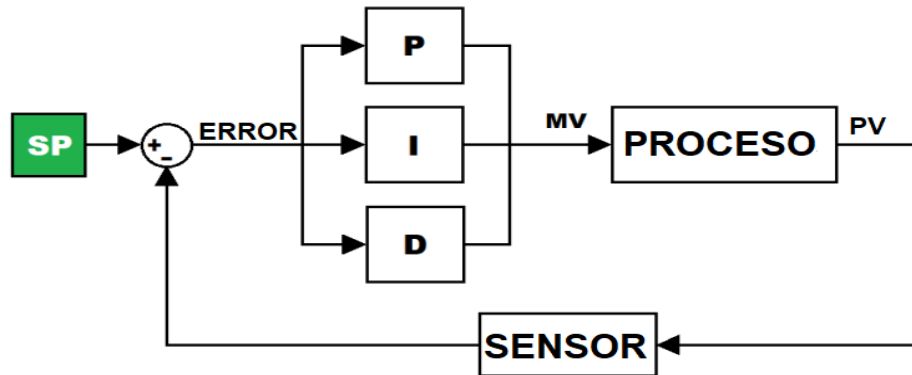 P
SP
+
-
ERROR
I
MV
PROCESO
PV
D
SENSOR